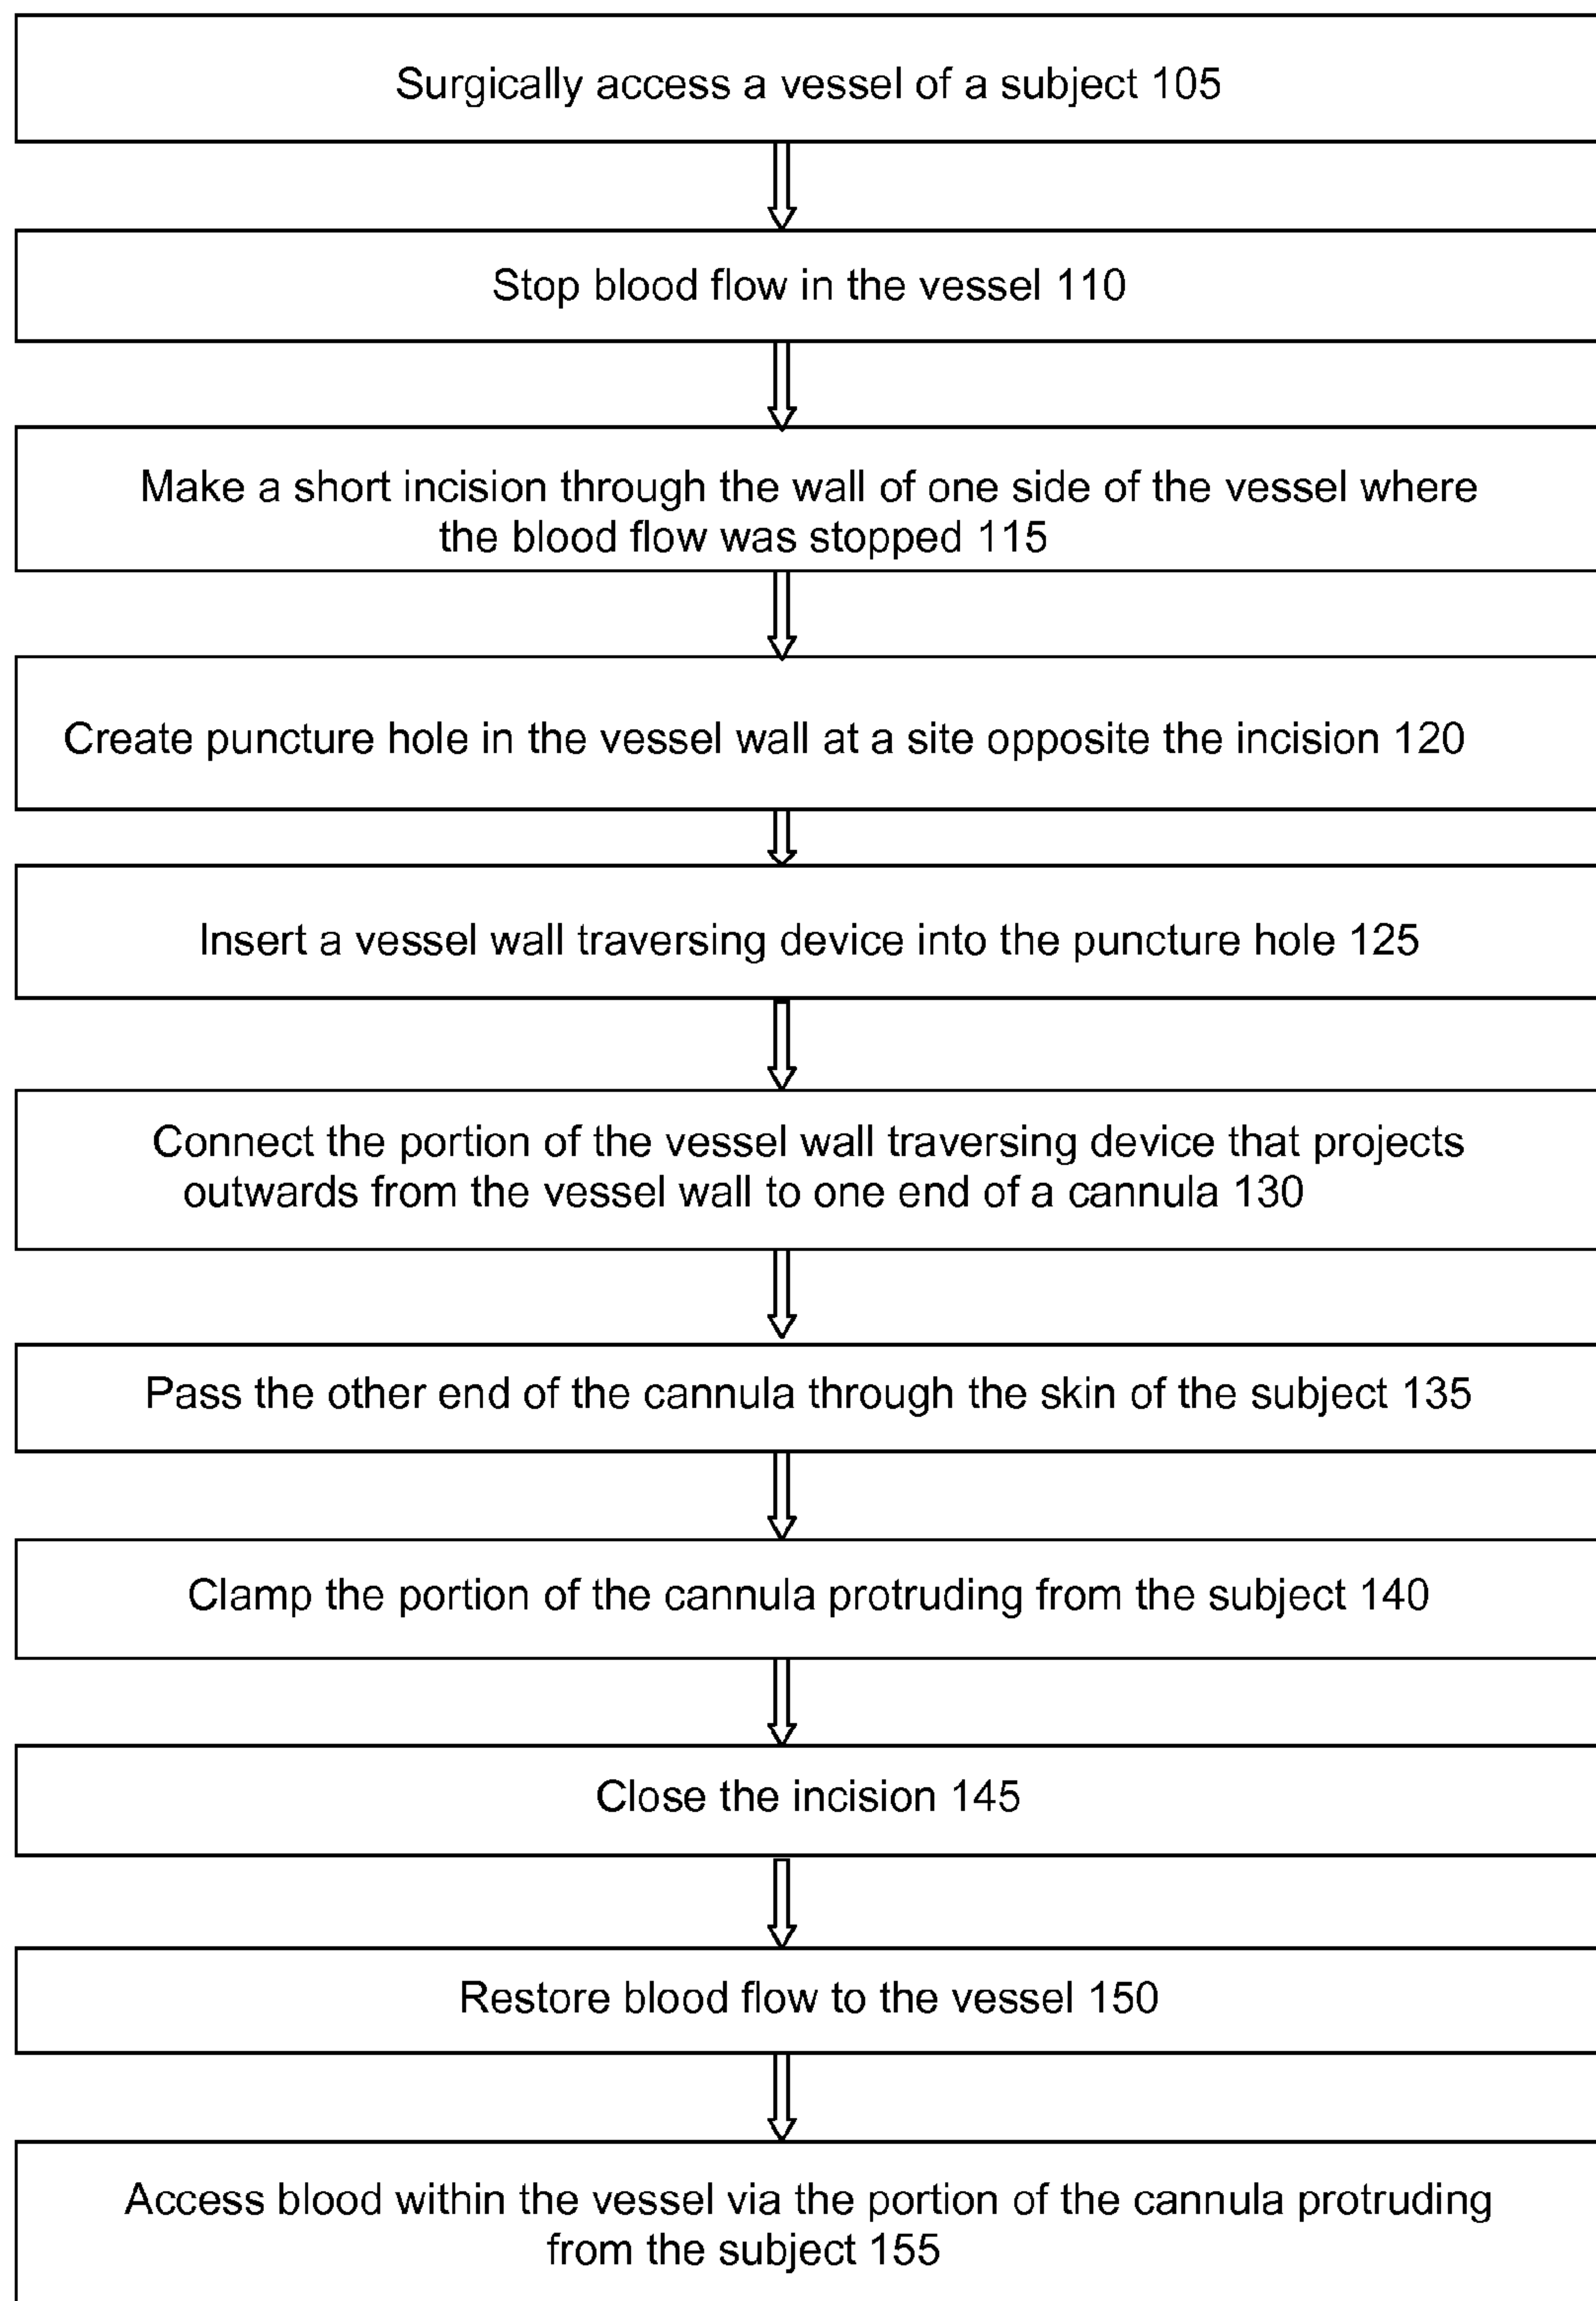 Surgically access a vessel of a subject 105
Stop blood flow in the vessel 110
Make a short incision through the wall of one side of the vessel where
the blood flow was stopped 115
Create puncture hole in the vessel wall at a site opposite the incision 120
Insert a vessel wall traversing device into the puncture hole 125
Connect the portion of the vessel wall traversing device that projects
outwards from the vessel wall to one end of a cannula 130
Pass the other end of the cannula through the skin of the subject 135
Clamp the portion of the cannula protruding from the subject 140
Close the incision 145
Restore blood flow to the vessel 150
Access blood within the vessel via the portion of the cannula protruding
from the subject 155